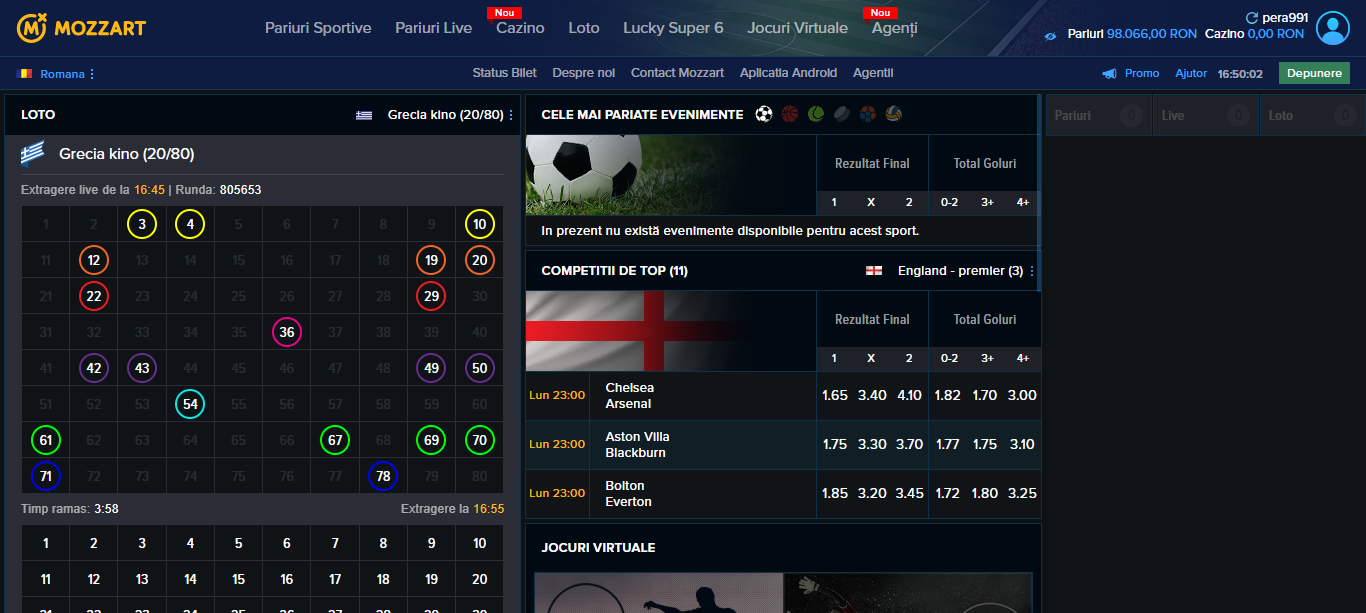 MOZZART
Pariuri Sportive Pariuri Live Nou Cazino Loto Lucky Super 6 Jocuri Virtuale Nou Agenți
pera991
Pariuri 98.066,00 RON Cazino 0,00 RON
Romana
Status Bilet Despre noi Contact Mozzart Aplicatia Android Agentii
Promo Ajutor 16:50:02 Depunere
LOTO Grecia kino (20/80)
Grecia kino (20/80)
Extragere live de la 16:45 | Runda: 805653
1 2 3 4 5 6 7 8 9 10
11 12 13 14 15 16 17 18 19 20
21 22 23 24 25 26 27 28 29 30
31 32 33 34 35 36 37 38 39 40
41 42 43 44 45 46 47 48 49 50
51 52 53 54 55 56 57 58 59 60
61 62 63 64 65 66 67 68 69 70
71 72 73 74 75 76 77 78 79 80
Timp ramas: 3:58 Extragere la 16:55
1 2 3 4 5 6 7 8 9 10
11 12 13 14 15 16 17 18 19 20
CELE MAI PARIATE EVENIMENTE
Rezultat Final Total Goluri
1 X 2 0-2 3+ 4+
In prezent nu există evenimente disponibile pentru acest sport.
COMPETITII DE TOP (11) England - premier (3)
Rezultat Final Total Goluri
1 X 2 0-2 3+ 4+
Lun 23:00 Chelsea
Arsenal
1.65 3.40 4.10 1.82 1.70 3.00
Lun 23:00 Aston Villa
Blackburn
1.75 3.30 3.70 1.77 1.75 3.10
Lun 23:00 Bolton
Everton
1.85 3.20 3.45 1.72 1.80 3.25
JOCURI VIRTUALE
Pariuri 0 Live 0 Loto 0